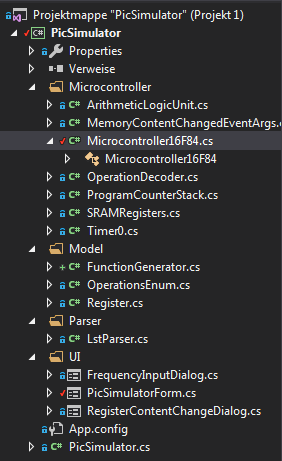 Projektmappe "PicSimulator" (Projekt 1)
C# PicSimulator
Properties
Verweise
Microcontroller
C# ArithmeticLogicUnit.cs
C# MemoryContentChangedEventArgs.cs
C# Microcontroller16F84.cs
Microcontroller16F84
C# OperationDecoder.cs
C# ProgramCounterStack.cs
C# SRAMRegisters.cs
C# Timer0.cs
Model
C# FunctionGenerator.cs
C# OperationsEnum.cs
C# Register.cs
Parser
C# LstParser.cs
UI
FrequencyInputDialog.cs
PicSimulatorForm.cs
RegisterContentChangeDialog.cs
App.config
C# PicSimulator.cs